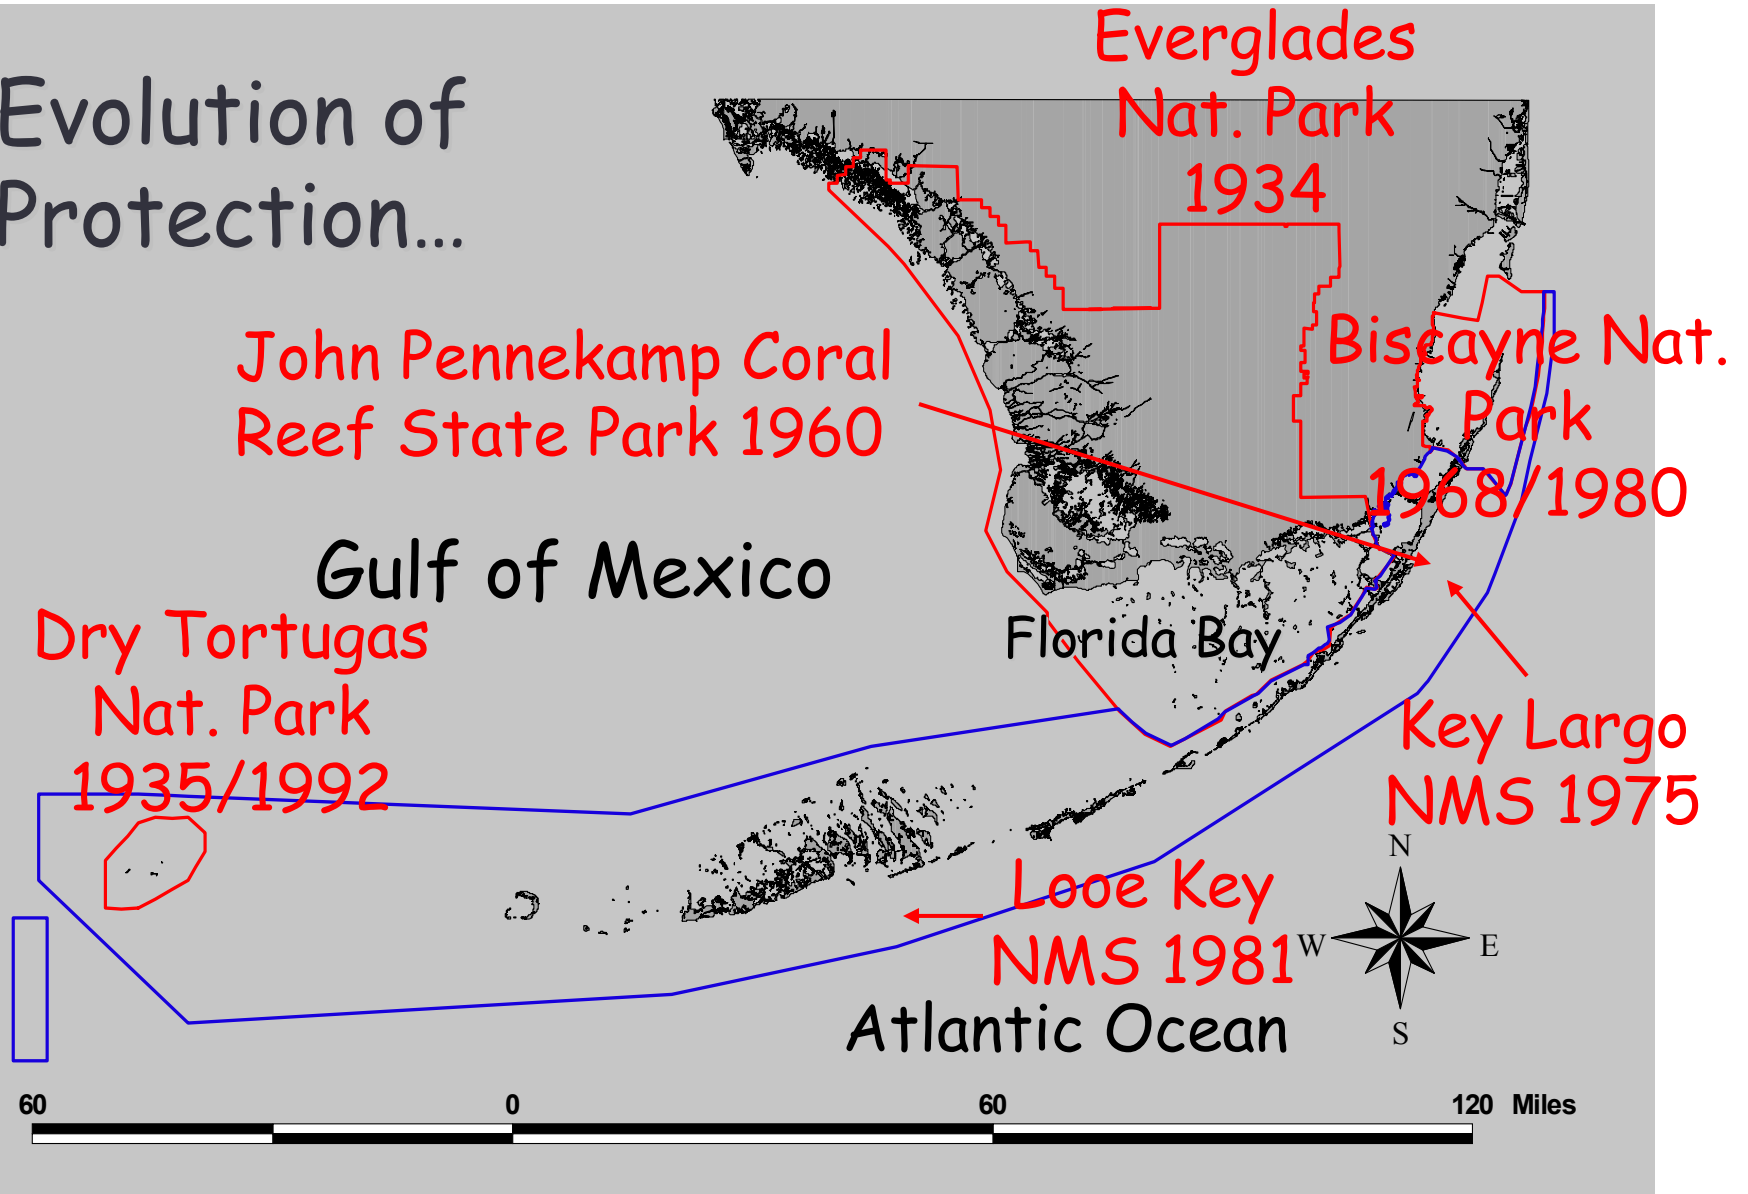 Evolution of
Protection...
Everglades
Nat. Park
1934
John Pennekamp Coral
Reef State Park 1960
Biscayne Nat.
Park
1968/1980
Gulf of Mexico
Dry Tortugas
Nat. Park
1935/1992
Florida Bay
Key Largo
NMS 1975
Looe Key
NMS 1981
Atlantic Ocean
N
W E
S
60 0 60 120 Miles